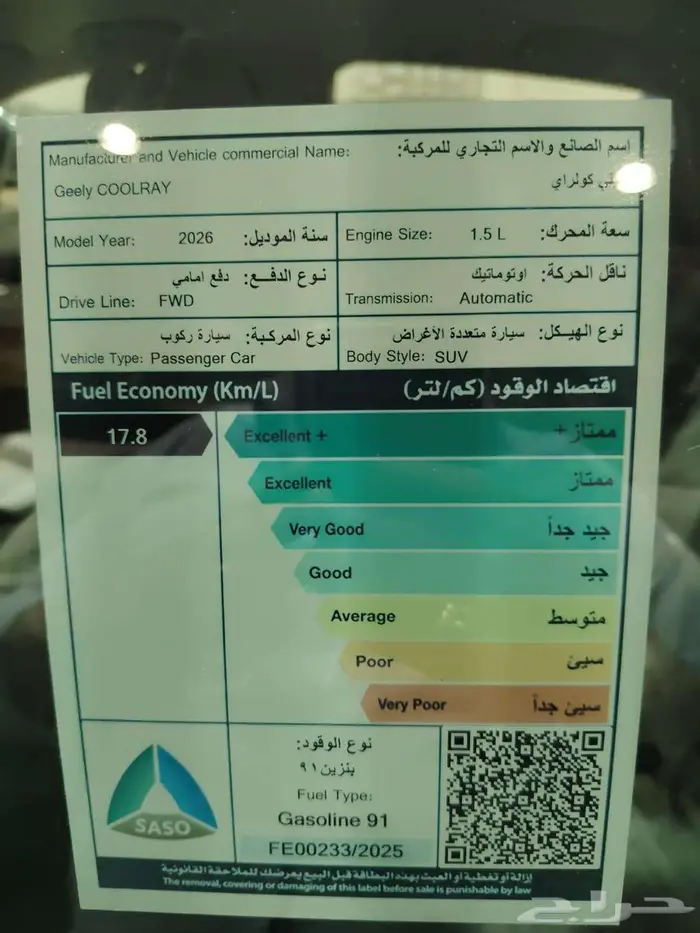 Manufacturer and Vehicle commercial Name: اسم الصانع والاسم التجاري للمركبة:
Geely COOLRAY كولراي
Model Year: 2026 سنة الموديل:
Engine Size: 1.5 L سعة المحرك:
نوع الدفع: دفع امامي
Drive Line: FWD
ناقل الحركة: اوتوماتيك
Transmission: Automatic
نوع المركبة: سيارة ركوب
Vehicle Type: Passenger Car
نوع الهيكل: سيارة متعددة الأغراض
Body Style: SUV
Fuel Economy (Km/L) اقتصاد الوقود (كم/لتر)
17.8
Excellent + ممتاز+
Excellent ممتاز
Very Good جيد جداً
Good جيد
Average متوسط
Poor سيئ
Very Poor سيئ جداً
SASO
نوع الوقود:
بنزين ٩١
Fuel Type:
Gasoline 91
FE00233/2025
إزالة أو تغطية أو العبث بهذه البطاقة قبل البيع يعرضك للملاحقة القانونية
The removal, covering or damaging of this label before sale is punishable by law
حراج